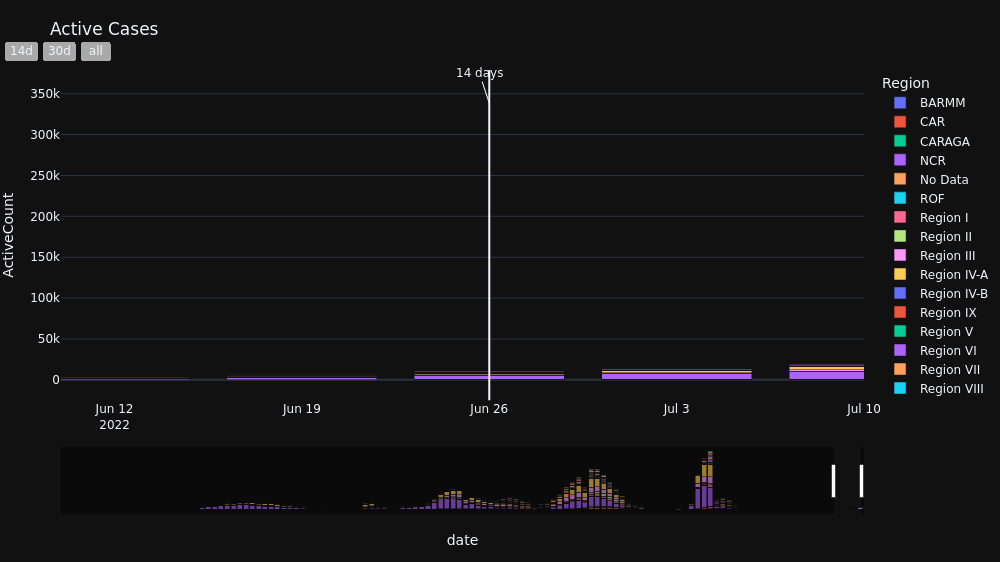 Active Cases
14d 30d all
14 days
350k
300k
250k
200k
150k
100k
50k
0
ActiveCount
Jun 12 Jun 19 Jun 26 Jul 3 Jul 10
2022
date
Region
BARMM
CAR
CARAGA
NCR
No Data
ROF
Region I
Region II
Region III
Region IV-A
Region IV-B
Region IX
Region V
Region VI
Region VII
Region VIII